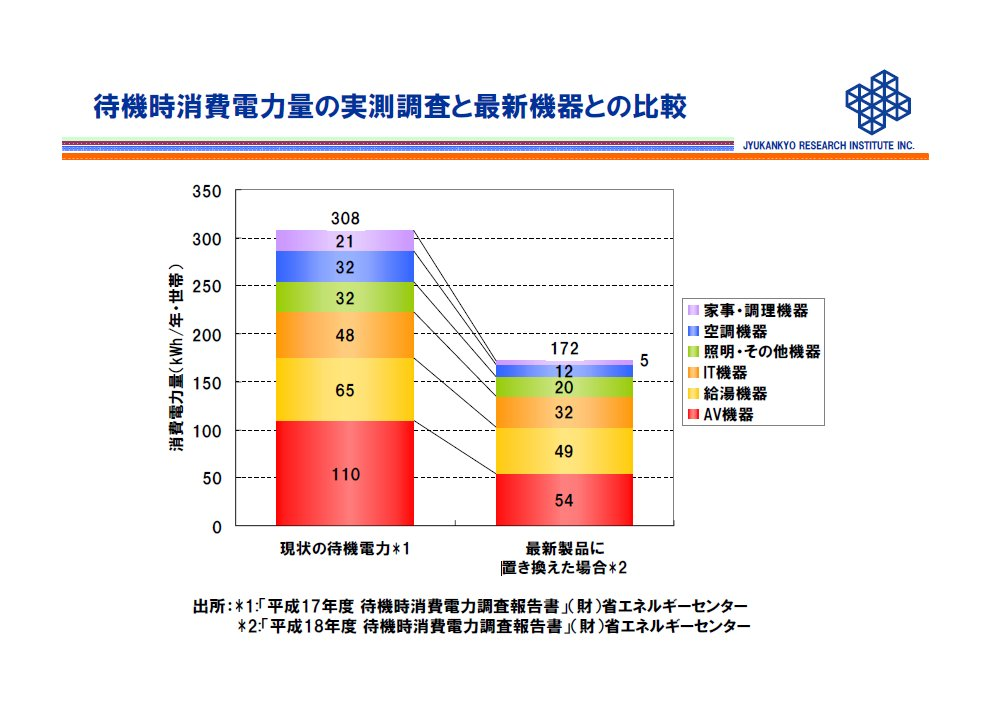 待機時消費電力量の実測調査と最新機器との比較
JYUKANKYO RESEARCH INSTITUTE INC.
消費電力量(kWh/年・世帯)
350
300
250
200
150
100
50
0
308
21
32
32
48
65
110
172
5
12
20
32
49
54
現状の待機電力*1
最新製品に
置き換えた場合*2
家事・調理機器
空調機器
照明・その他機器
IT機器
給湯機器
AV機器
出所:*1:「平成17年度 待機時消費電力調査報告書」(財)省エネルギーセンター
*2:「平成18年度 待機時消費電力調査報告書」(財)省エネルギーセンター